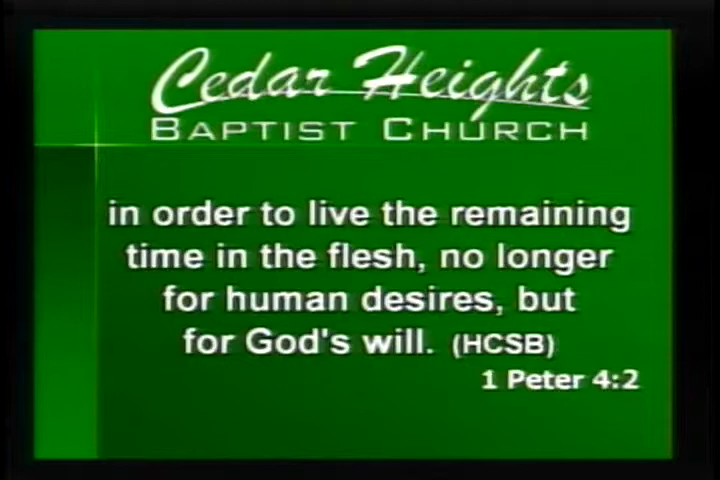 Cedar Heights
BAPTIST CHURCH
in order to live the remaining
time in the flesh, no longer
for human desires, but
for God's will. (HCSB)
1 Peter 4:2